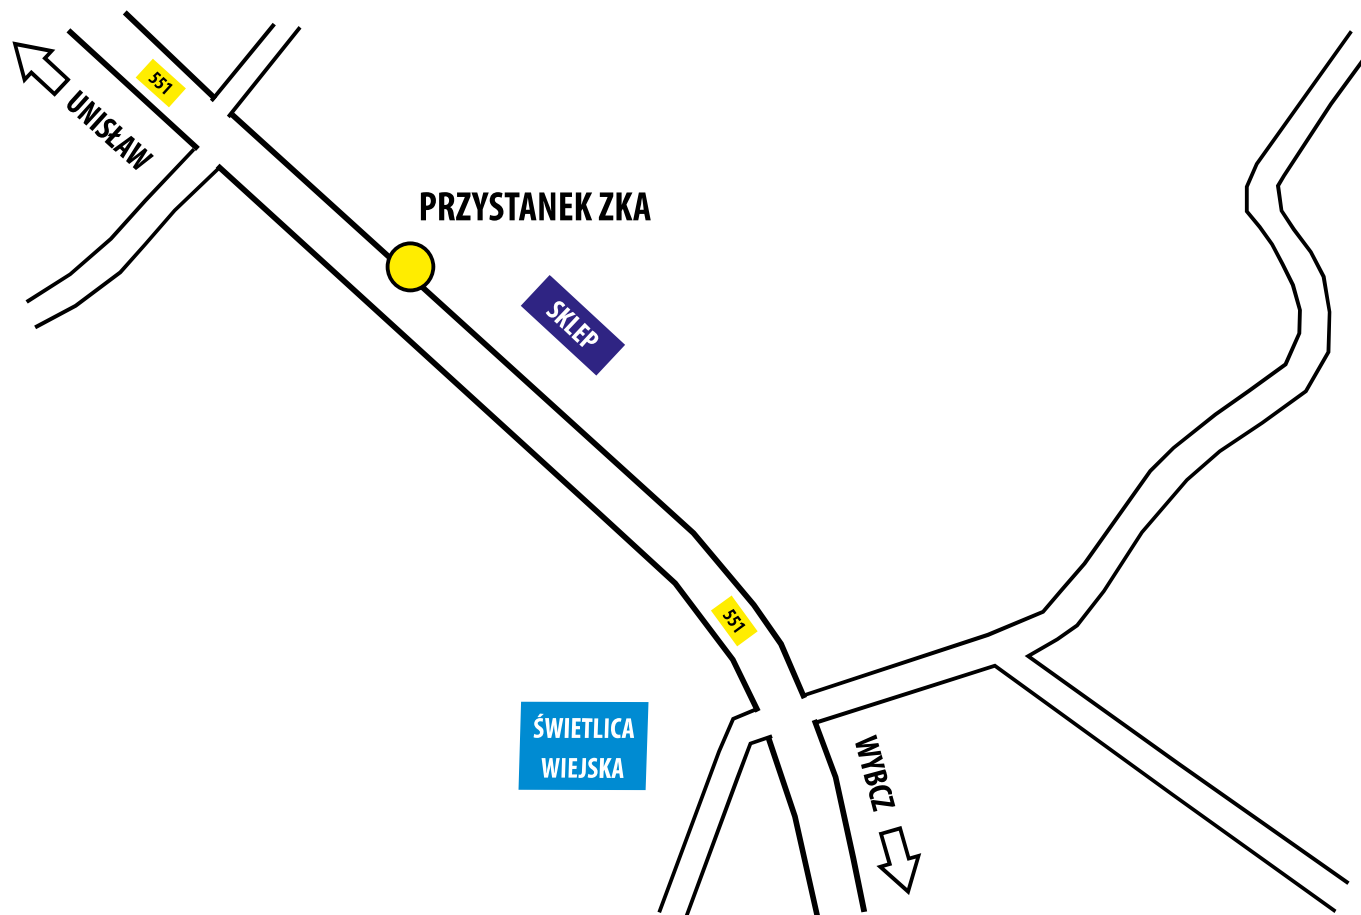 551
UNISŁAW
PRZYSTANEK ZKA
SKLEP
551
ŚWIETLICA
WIEJSKA
WYBCZ